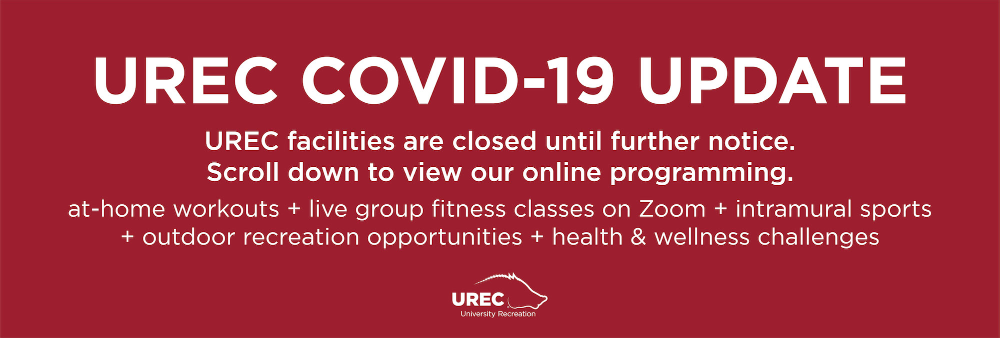 UREC COVID-19 UPDATE
UREC facilities are closed until further notice.
Scroll down to view our online programming.
at-home workouts + live group fitness classes on Zoom + intramural sports
+ outdoor recreation opportunities + health & wellness challenges
UREC ®
University Recreation